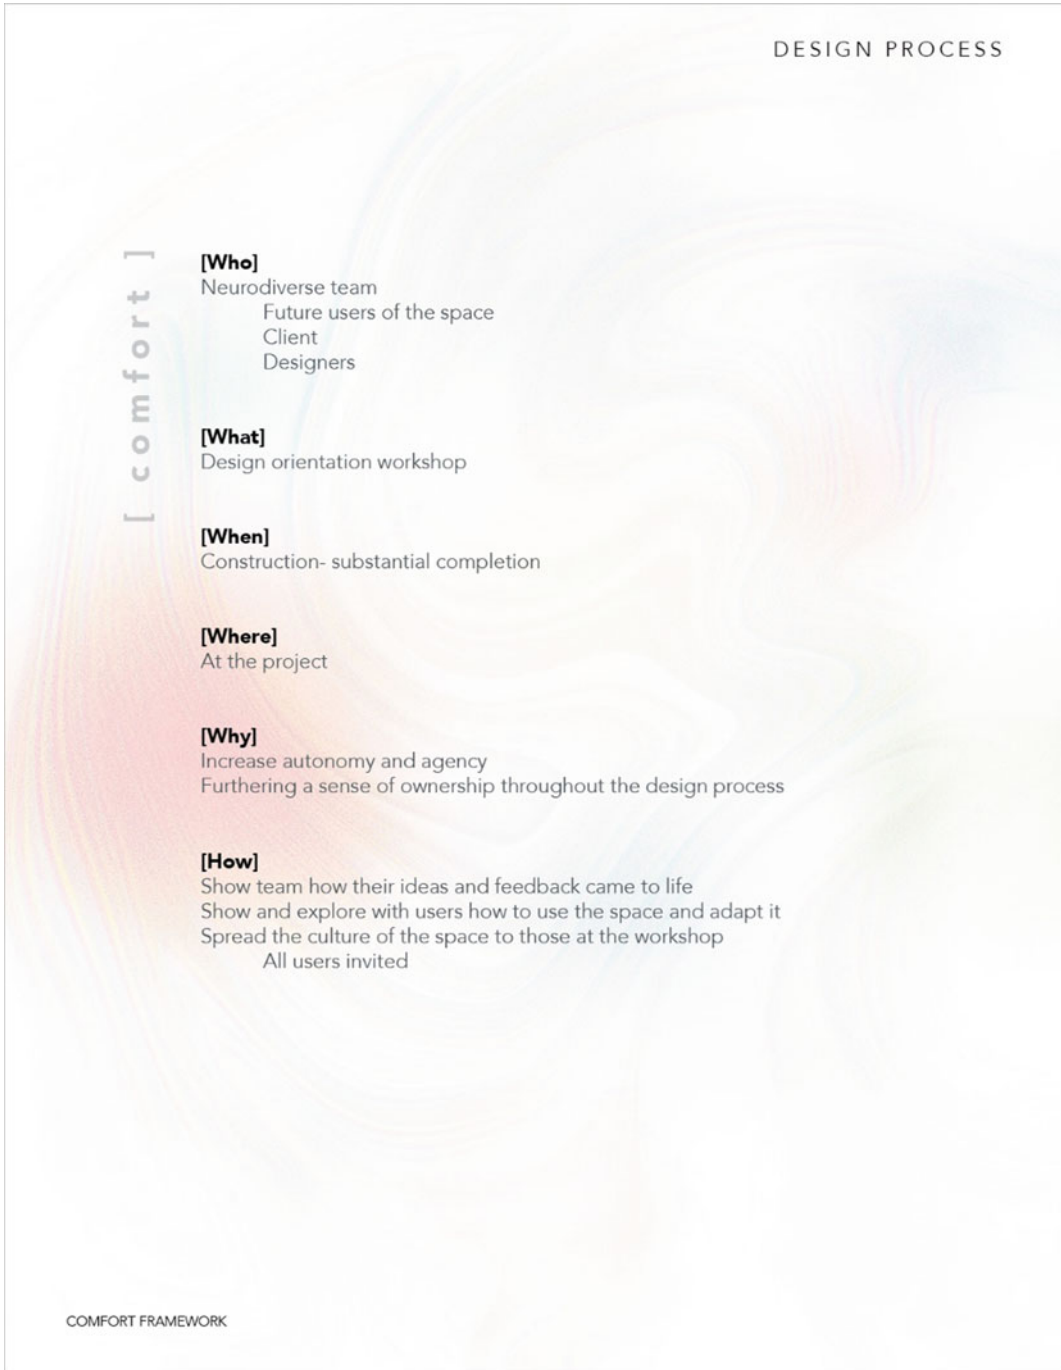 DESIGN PROCESS
[ comfort ]
[Who]
Neurodiverse team
Future users of the space
Client
Designers
[What]
Design orientation workshop
[When]
Construction- substantial completion
[Where]
At the project
[Why]
Increase autonomy and agency
Furthering a sense of ownership throughout the design process
[How]
Show team how their ideas and feedback came to life
Show and explore with users how to use the space and adapt it
Spread the culture of the space to those at the workshop
All users invited
COMFORT FRAMEWORK